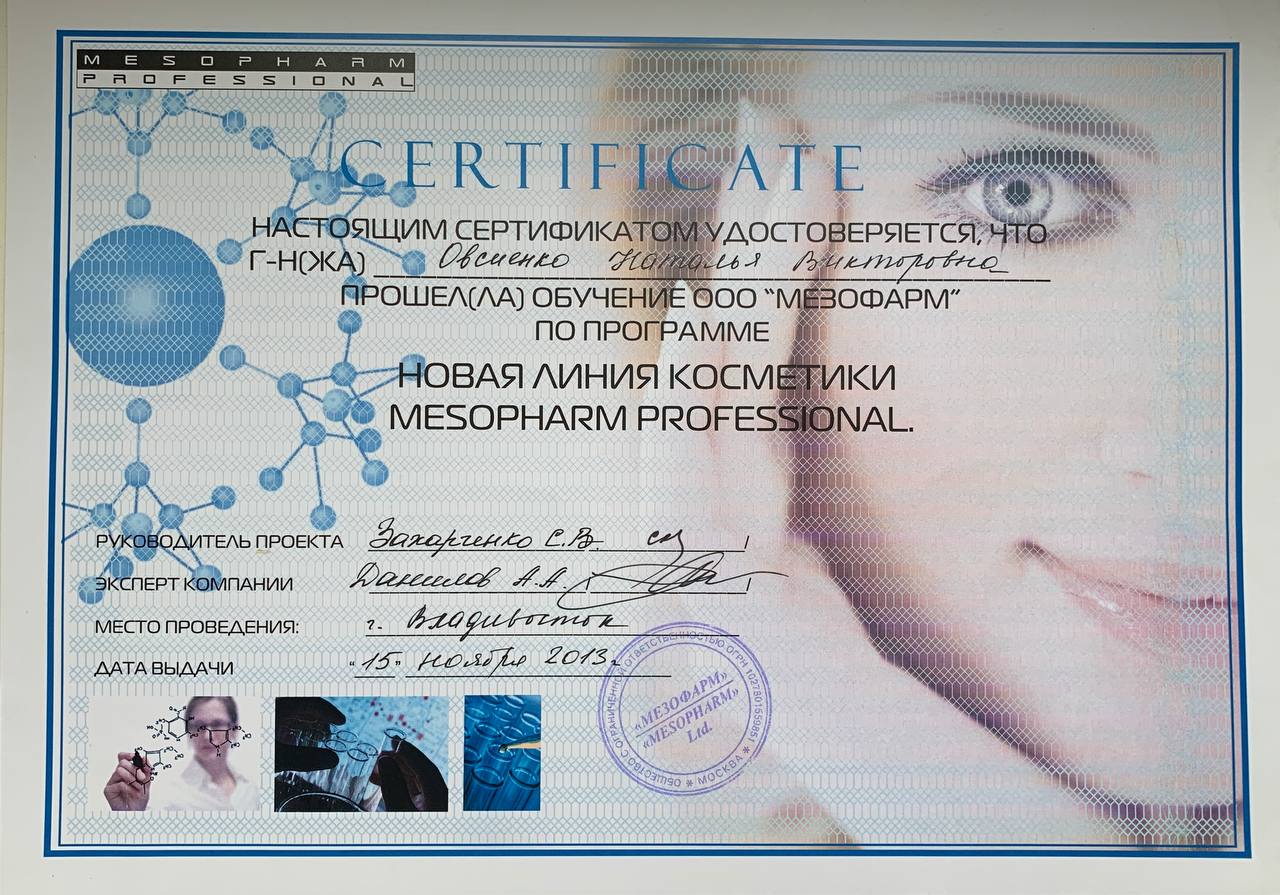 MESOPHARM
PROFESSIONAL
CERTIFICATE
НАСТОЯЩИМ СЕРТИФИКАТОМ УДОСТОВЕРЯЕТСЯ, ЧТО
Г-Н(ЖА) Овсиенко Наталья Викторовна
ПРОШЕЛ(ЛА) ОБУЧЕНИЕ ООО “МЕЗОФАРМ”
ПО ПРОГРАММЕ
НОВАЯ ЛИНИЯ КОСМЕТИКИ
MESOPHARM PROFESSIONAL.
РУКОВОДИТЕЛЬ ПРОЕКТА Захарченко С.В.
ЭКСПЕРТ КОМПАНИИ Данилов А.А.
МЕСТО ПРОВЕДЕНИЯ: г. Владивосток
ДАТА ВЫДАЧИ “15” ноября 2013г.
ОБЩЕСТВО С ОГРАНИЧЕННОЙ ОТВЕТСТВЕННОСТЬЮ ОГРН 1027801559851
* МОСКВА *
«МЕЗОФАРМ»
«MESOPHARM»
Ltd.